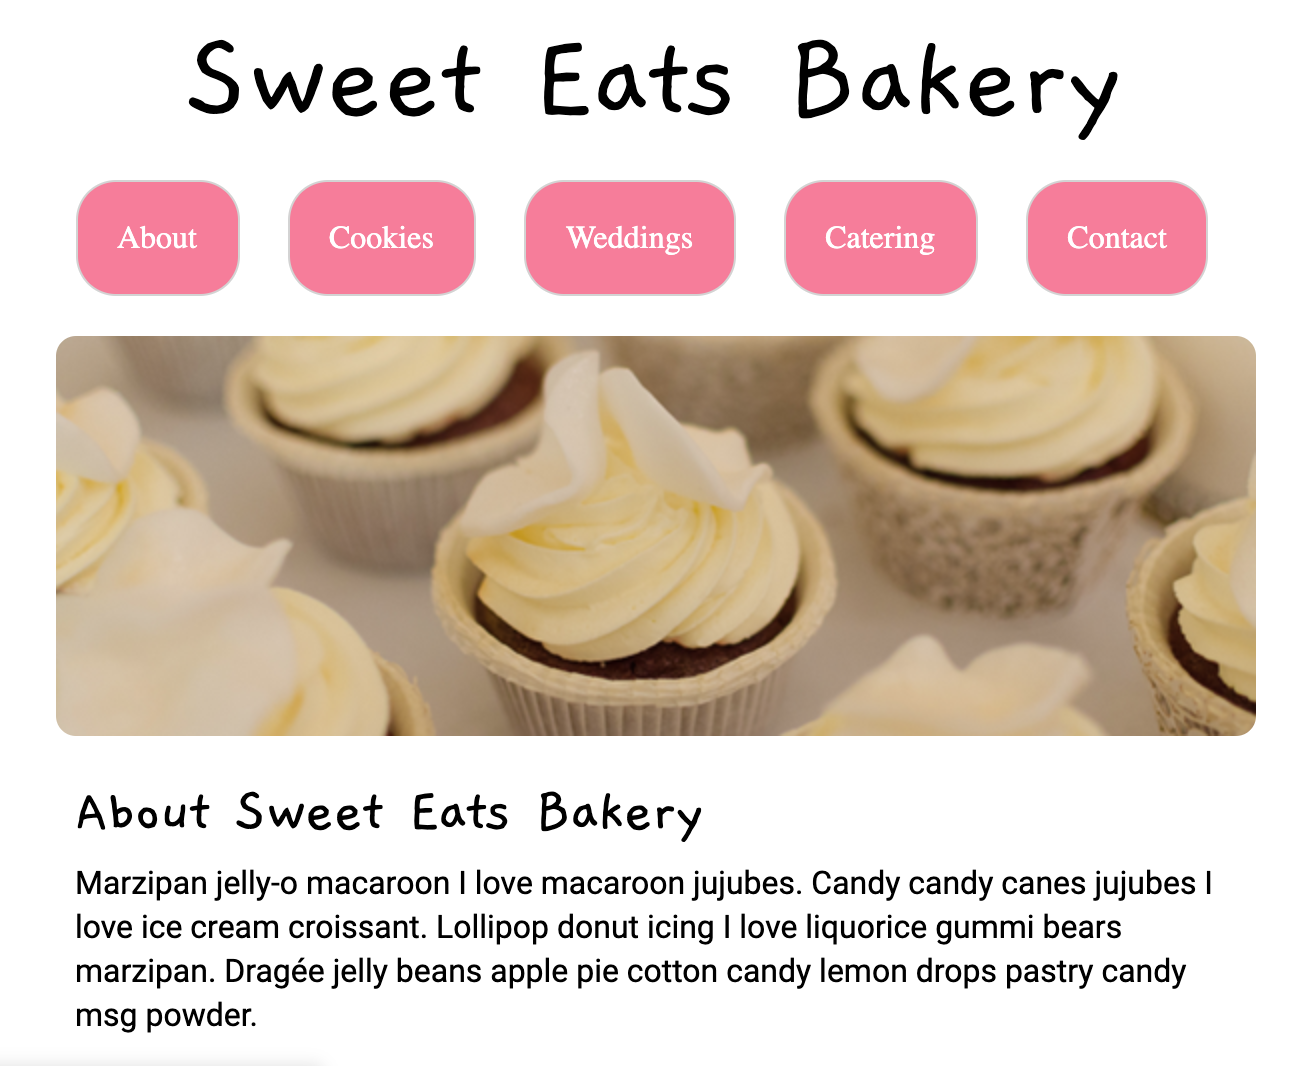 Sweet Eats Bakery
About Cookies Weddings Catering Contact
About Sweet Eats Bakery
Marzipan jelly-o macaroon I love macaroon jujubes. Candy candy canes jujubes I
love ice cream croissant. Lollipop donut icing I love liquorice gummi bears
marzipan. Dragée jelly beans apple pie cotton candy lemon drops pastry candy
msg powder.